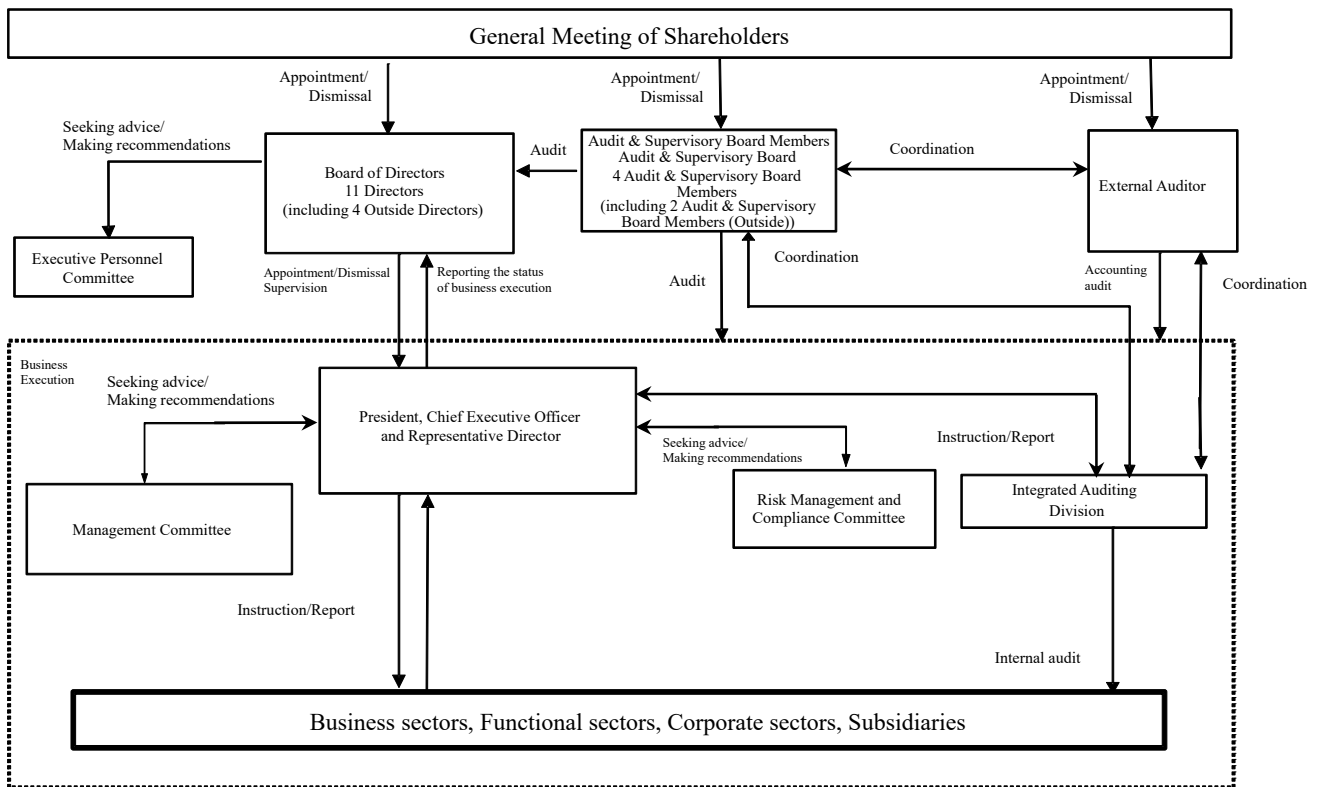 General Meeting of Shareholders
Appointment/
Dismissal
Appointment/
Dismissal
Appointment/
Dismissal
Seeking advice/
Making recommendations
Board of Directors
11 Directors
(including 4 Outside Directors)
Audit
Audit & Supervisory Board Members
Audit & Supervisory Board
4 Audit & Supervisory Board
Members
(including 2 Audit & Supervisory
Board Members (Outside))
Coordination
External Auditor
Executive Personnel
Committee
Appointment/Dismissal
Supervision
Reporting the status
of business execution
Audit
Coordination
Accounting
audit
Coordination
Business
Execution
Seeking advice/
Making recommendations
President, Chief Executive Officer
and Representative Director
Seeking advice/
Making recommendations
Instruction/Report
Management Committee
Risk Management and
Compliance Committee
Integrated Auditing
Division
Instruction/Report
Internal audit
Business sectors, Functional sectors, Corporate sectors, Subsidiaries